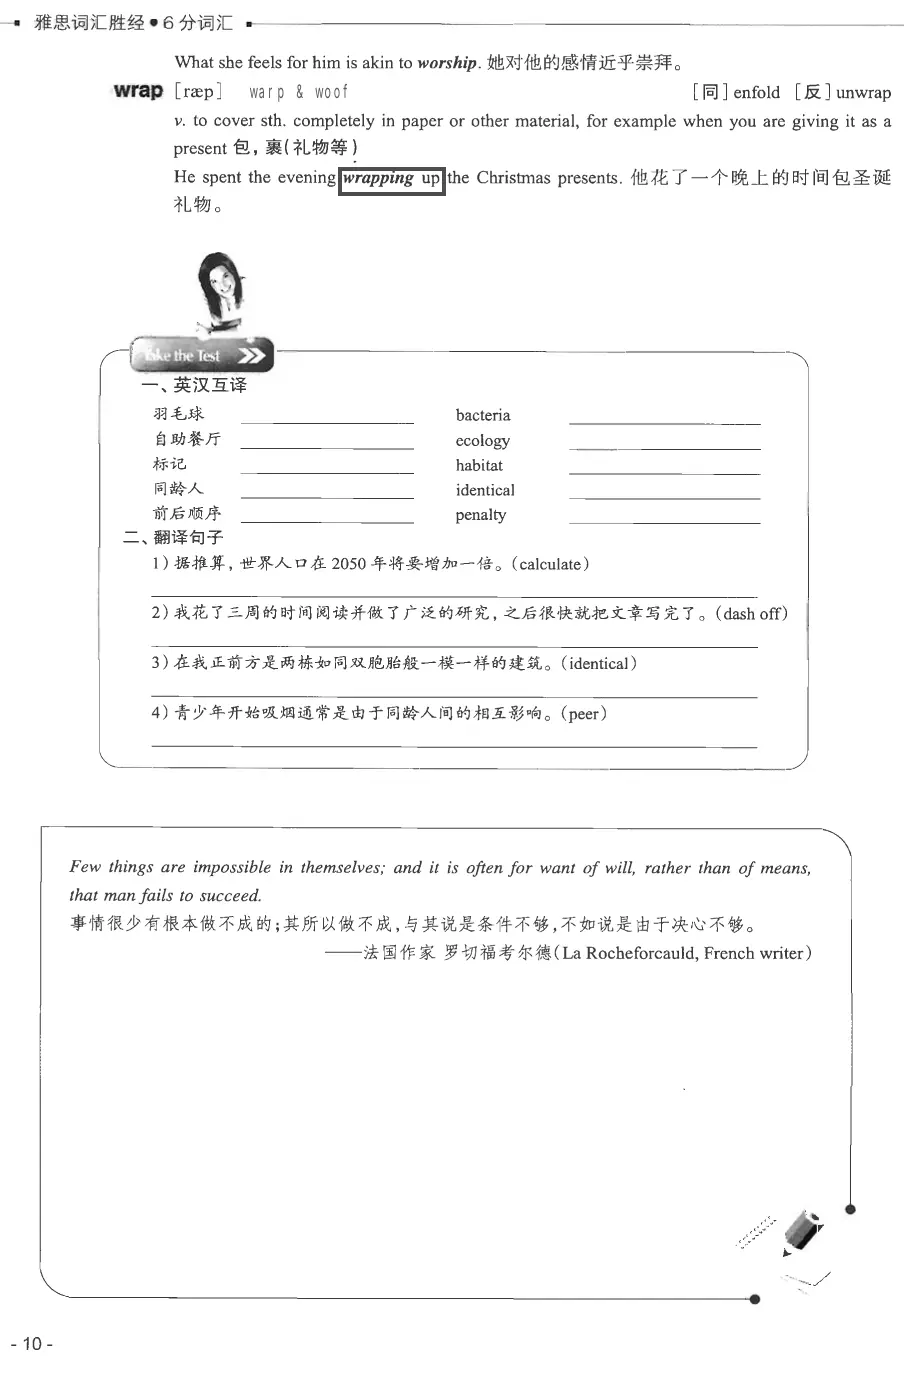 雅思词汇胜经●6分词汇
What she feels for him is akin to worship. 她对他的感情近乎崇拜。
wrap [ræp] warp & woof [同] enfold [反] unwrap
v. to cover sth. completely in paper or other material, for example when you are giving it as a
present 包，裹(礼物等)
He spent the evening wrapping up the Christmas presents. 他花了一个晚上的时间包圣诞
礼物。
Take the Test
一、英汉互译
羽毛球 bacteria
自助餐厅 ecology
标记 habitat
同龄人 identical
前后顺序 penalty
二、翻译句子
1) 据推算，世界人口在 2050 年将要增加一倍。(calculate)
2) 我花了三周的时间阅读并做了广泛的研究，之后很快就把文章写完了。(dash off)
3) 在我正前方是两栋如同双胞胎般一模一样的建筑。(identical)
4) 青少年开始吸烟通常是由于同龄人间的相互影响。(peer)
Few things are impossible in themselves; and it is often for want of will, rather than of means,
that man fails to succeed.
事情很少有根本做不成的；其所以做不成，与其说是条件不够，不如说是由于决心不够。
——法国作家 罗切福考尔德(La Rocheforcauld, French writer)
- 10 -